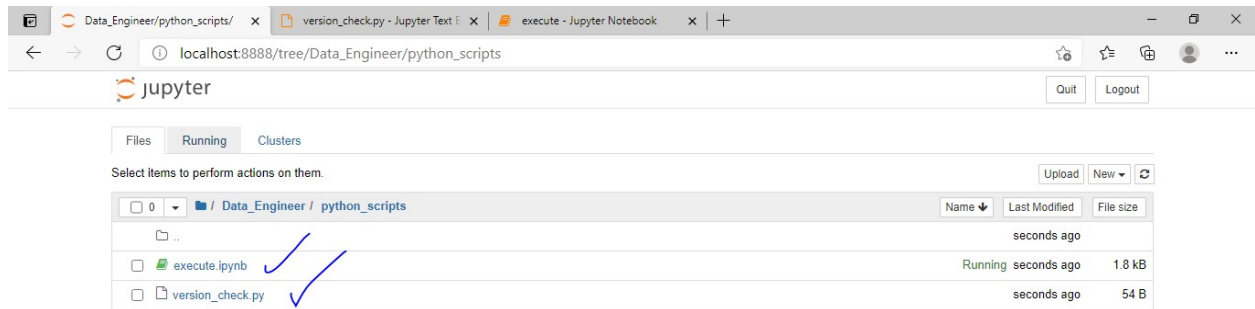 Data_Engineer/python_scripts/ version_check.py - Jupyter Text E execute - Jupyter Notebook
localhost:8888/tree/Data_Engineer/python_scripts
jupyter Quit Logout
Files Running Clusters
Select items to perform actions on them. Upload New
0 / Data_Engineer / python_scripts Name Last Modified File size
.. seconds ago
execute.ipynb Running seconds ago 1.8 kB
version_check.py seconds ago 54 B